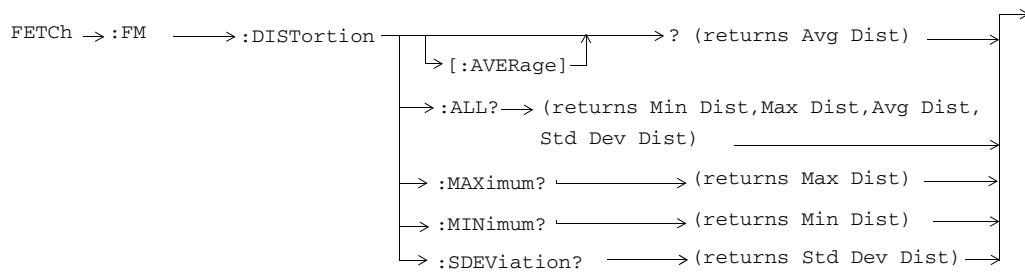 FETCh :FM :DISTortion ? (returns Avg Dist)
[:AVERage]
:ALL? (returns Min Dist,Max Dist,Avg Dist,
Std Dev Dist)
:MAXimum? (returns Max Dist)
:MINimum? (returns Min Dist)
:SDEViation? (returns Std Dev Dist)